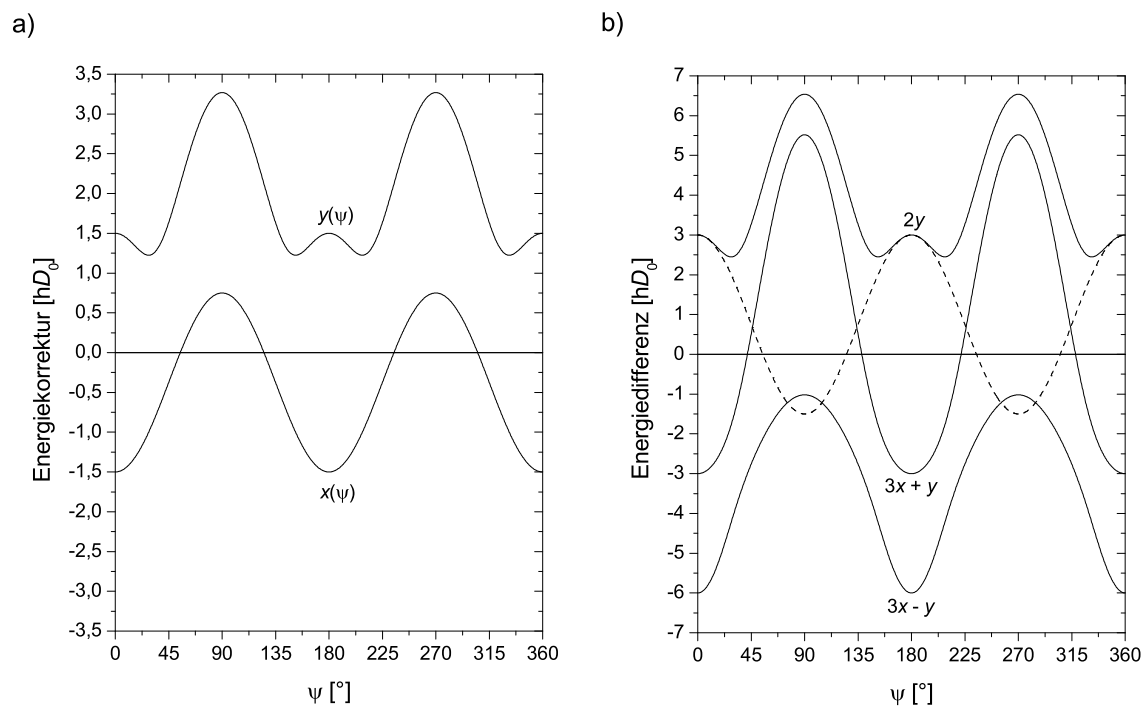 a)
3,5
3,0
2,5
2,0
1,5
1,0
0,5
0,0
-0,5
-1,0
-1,5
-2,0
-2,5
-3,0
-3,5
Energiekorrektur [hD₀]
y(ψ)
x(ψ)
0 45 90 135 180 225 270 315 360
ψ [°]
b)
7
6
5
4
3
2
1
0
-1
-2
-3
-4
-5
-6
-7
Energiedifferenz [hD₀]
2y
3x + y
3x - y
0 45 90 135 180 225 270 315 360
ψ [°]